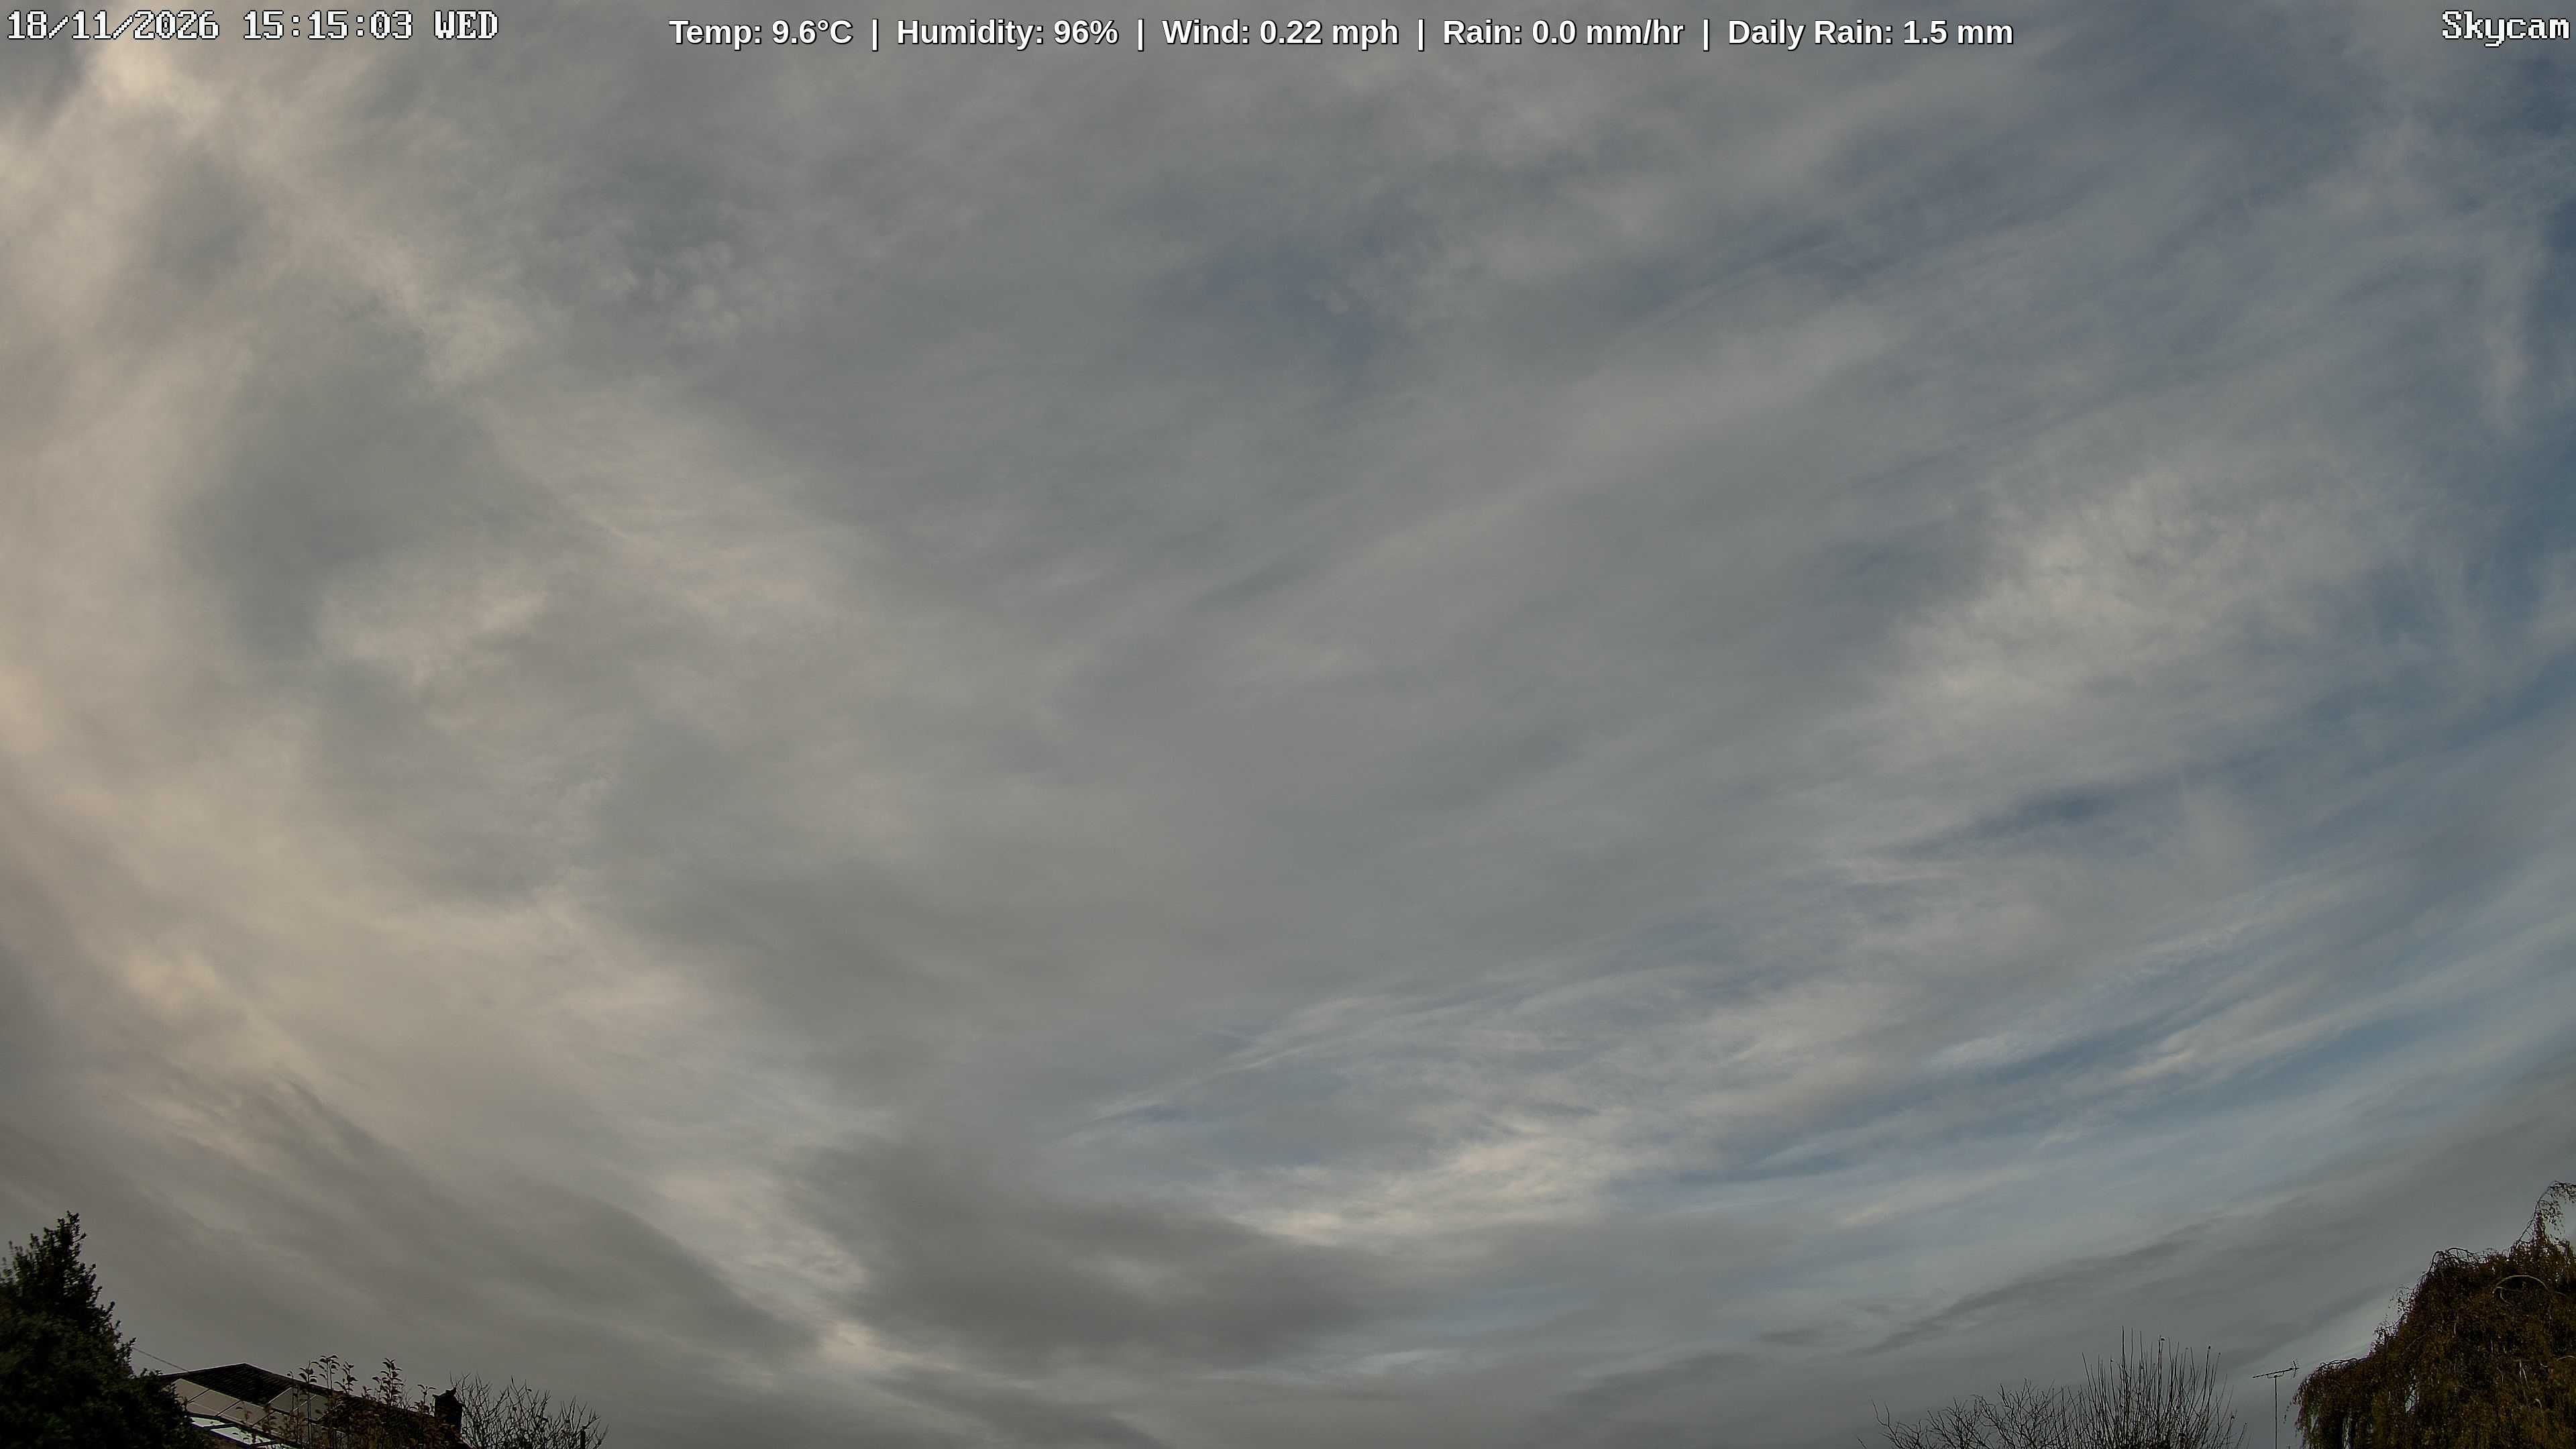 18/11/2026 15:15:03 WED
Temp: 9.6°C | Humidity: 96% | Wind: 0.22 mph | Rain: 0.0 mm/hr | Daily Rain: 1.5 mm
Skycam